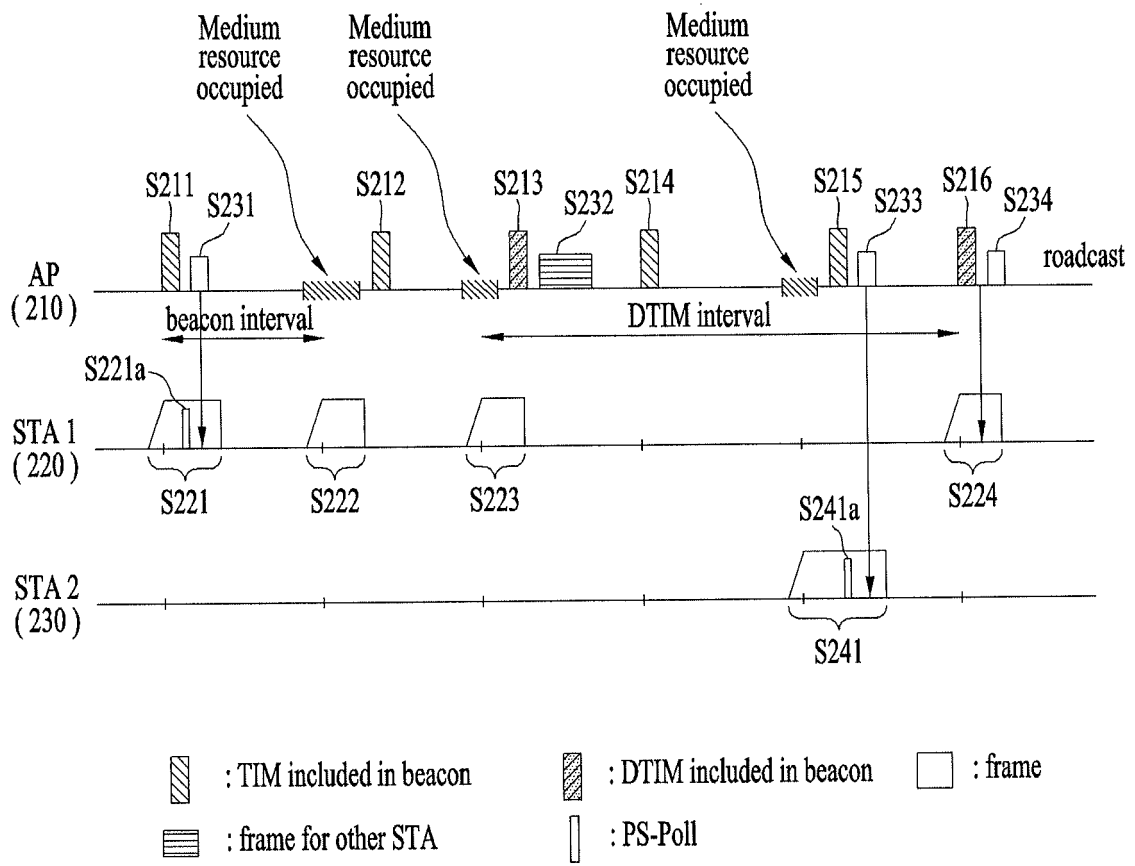 Medium
resource
occupied
Medium
resource
occupied
Medium
resource
occupied
S211
S231
S212
S213
S232
S214
S215
S233
S216
S234
AP
( 210 )
roadcast
beacon interval
DTIM interval
S221a
STA 1
( 220 )
S221
S222
S223
S224
S241a
STA 2
( 230 )
S241
: TIM included in beacon
: DTIM included in beacon
: frame
: frame for other STA
: PS-Poll